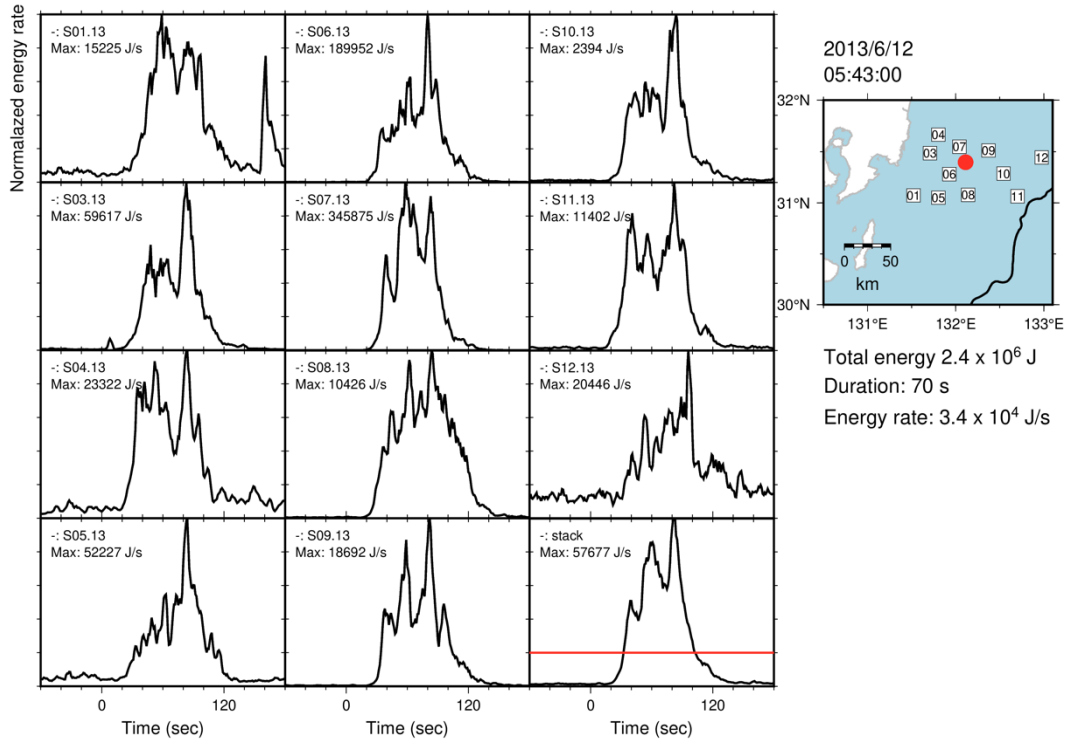 Normalazed energy rate
-: S01.13
Max: 15225 J/s
-: S06.13
Max: 189952 J/s
-: S10.13
Max: 2394 J/s
-: S03.13
Max: 59617 J/s
-: S07.13
Max: 345875 J/s
-: S11.13
Max: 11402 J/s
-: S04.13
Max: 23322 J/s
-: S08.13
Max: 10426 J/s
-: S12.13
Max: 20446 J/s
-: S05.13
Max: 52227 J/s
-: S09.13
Max: 18692 J/s
-: stack
Max: 57677 J/s
0 120
0 120
0 120
Time (sec)
Time (sec)
Time (sec)
2013/6/12
05:43:00
32°N
31°N
30°N
04
07
03
09
12
06
10
01
05
08
11
0 50
km
131°E 132°E 133°E
Total energy 2.4 x 10⁶ J
Duration: 70 s
Energy rate: 3.4 x 10⁴ J/s